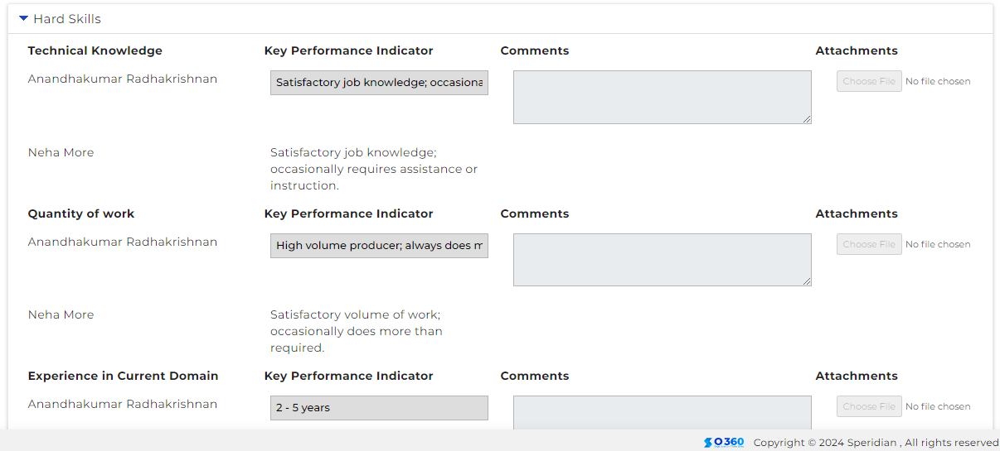 Hard Skills
Technical Knowledge Key Performance Indicator Comments Attachments
Anandhakumar Radhakrishnan Satisfactory job knowledge; occasiona Choose File No file chosen
Neha More Satisfactory job knowledge;
occasionally requires assistance or
instruction.
Quantity of work Key Performance Indicator Comments Attachments
Anandhakumar Radhakrishnan High volume producer; always does m Choose File No file chosen
Neha More Satisfactory volume of work;
occasionally does more than
required.
Experience in Current Domain Key Performance Indicator Comments Attachments
Anandhakumar Radhakrishnan 2 - 5 years Choose File No file chosen
SO360 Copyright © 2024 Speridian , All rights reserved